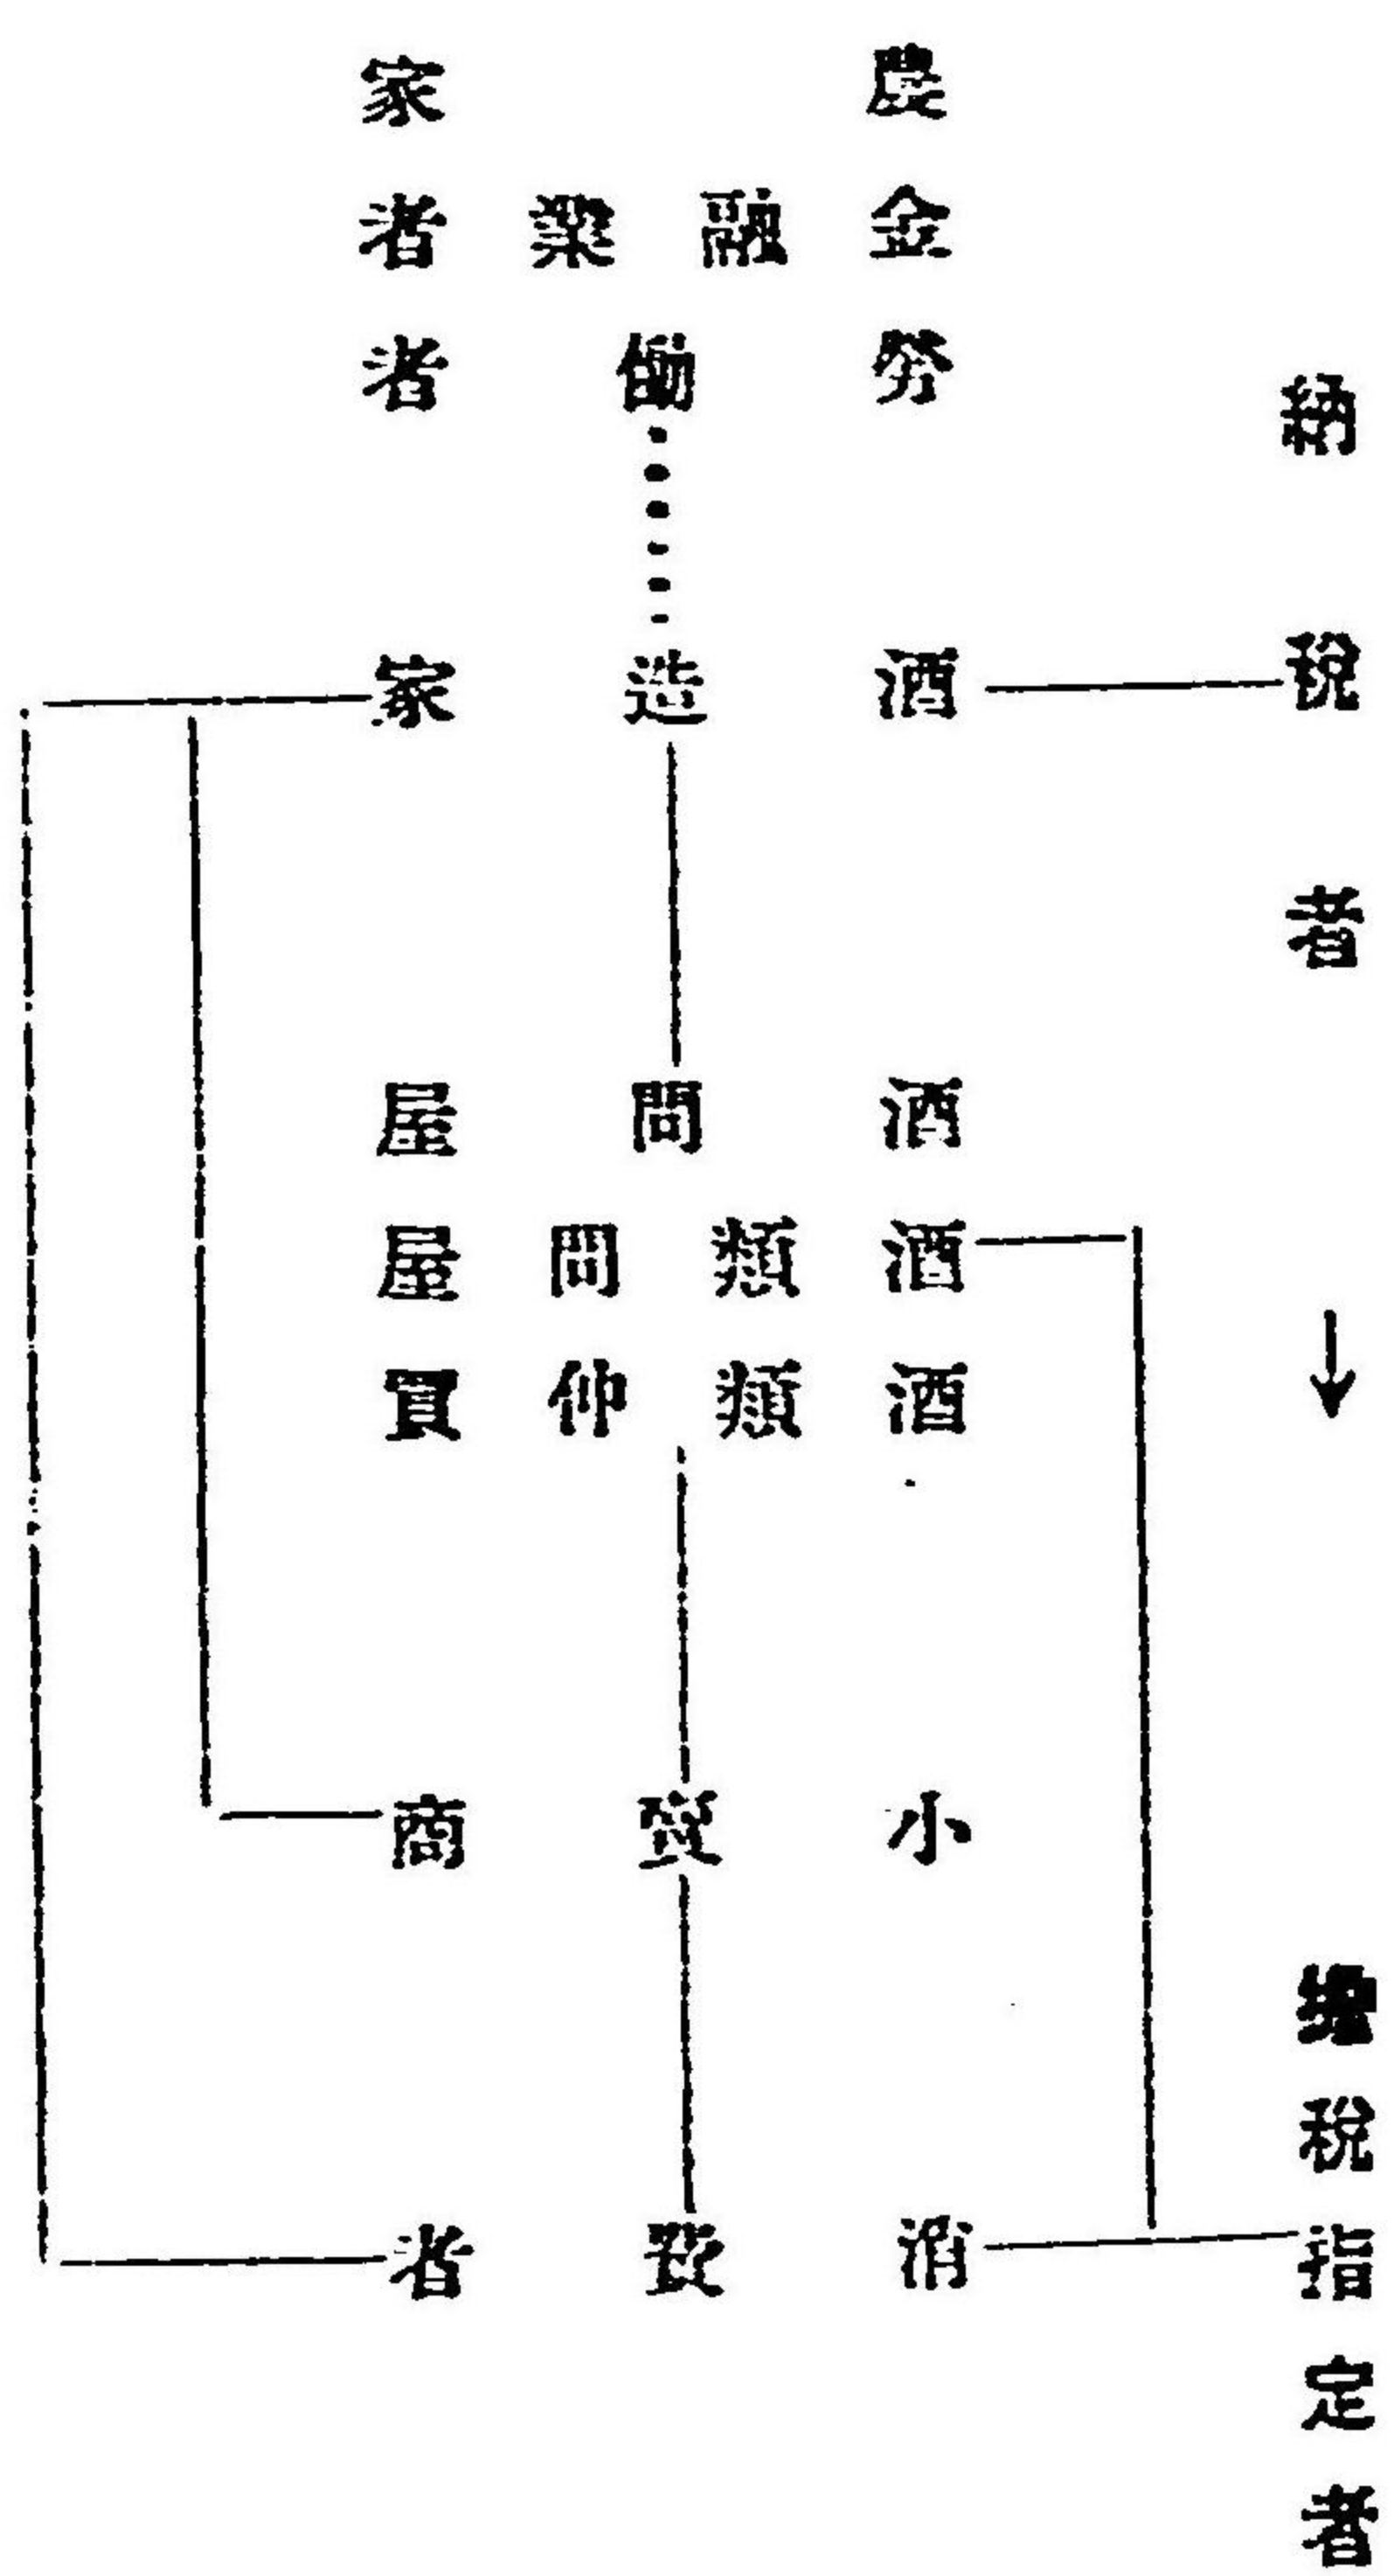 納税者
↓
擔税指定者
農家
金融業者
労働者
酒造家
酒問屋
酒類問屋
酒類仲買
小賣商
消費者